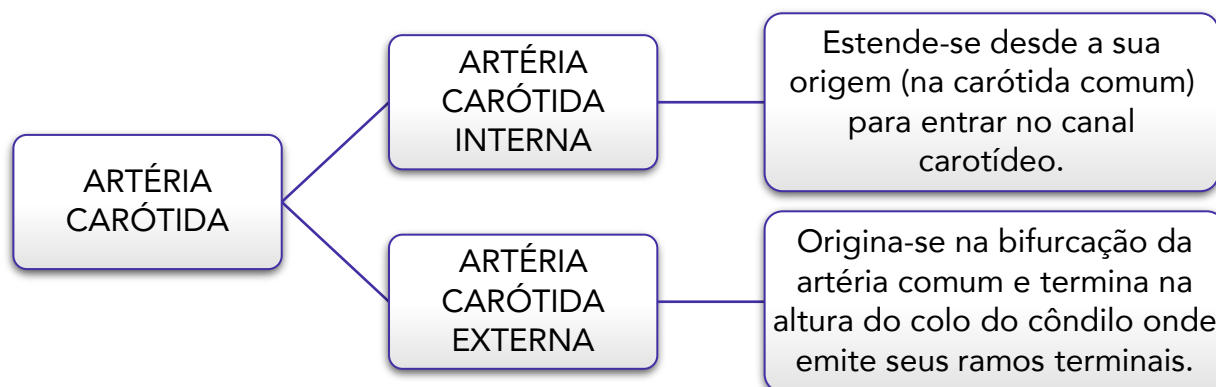 ARTÉRIA
CARÓTIDA
ARTÉRIA
CARÓTIDA
INTERNA
Estende-se desde a sua
origem (na carótida comum)
para entrar no canal
carotídeo.
ARTÉRIA
CARÓTIDA
EXTERNA
Origina-se na bifurcação da
artéria comum e termina na
altura do colo do côndilo onde
emite seus ramos terminais.